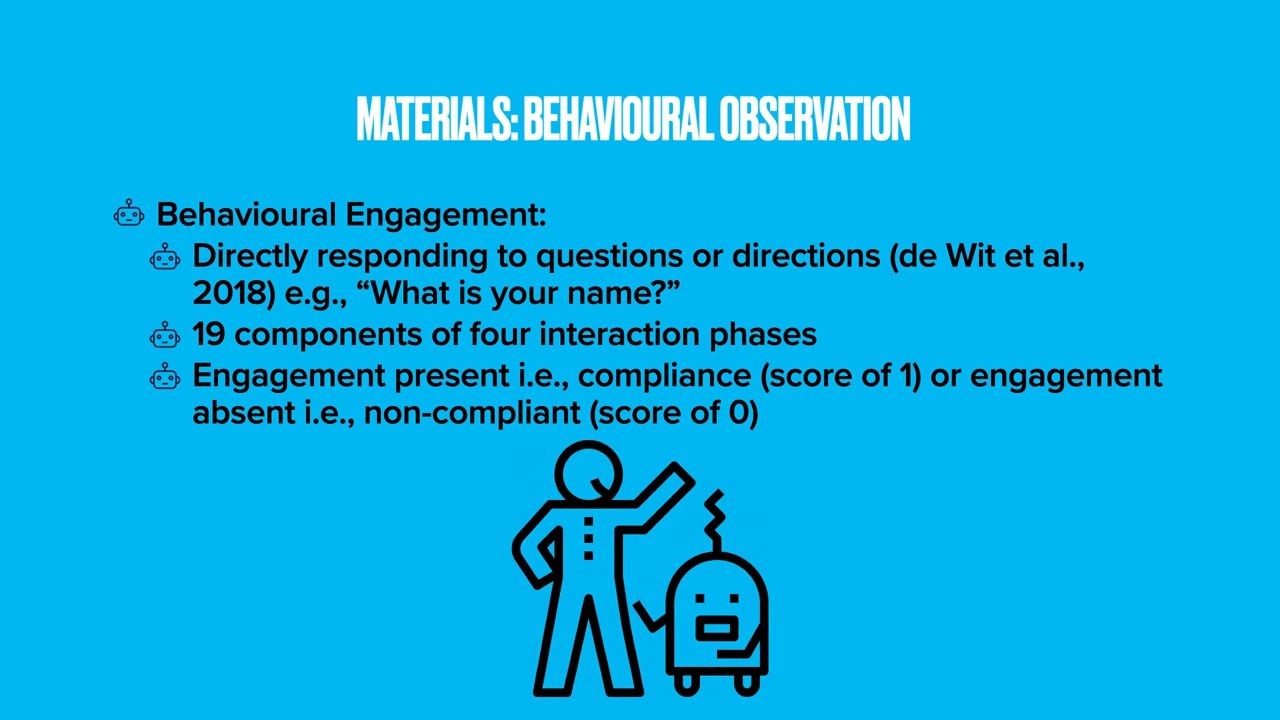 MATERIALS: BEHAVIOURAL OBSERVATION
Behavioural Engagement:
Directly responding to questions or directions (de Wit et al.,
2018) e.g., “What is your name?”
19 components of four interaction phases
Engagement present i.e., compliance (score of 1) or engagement
absent i.e., non-compliant (score of 0)